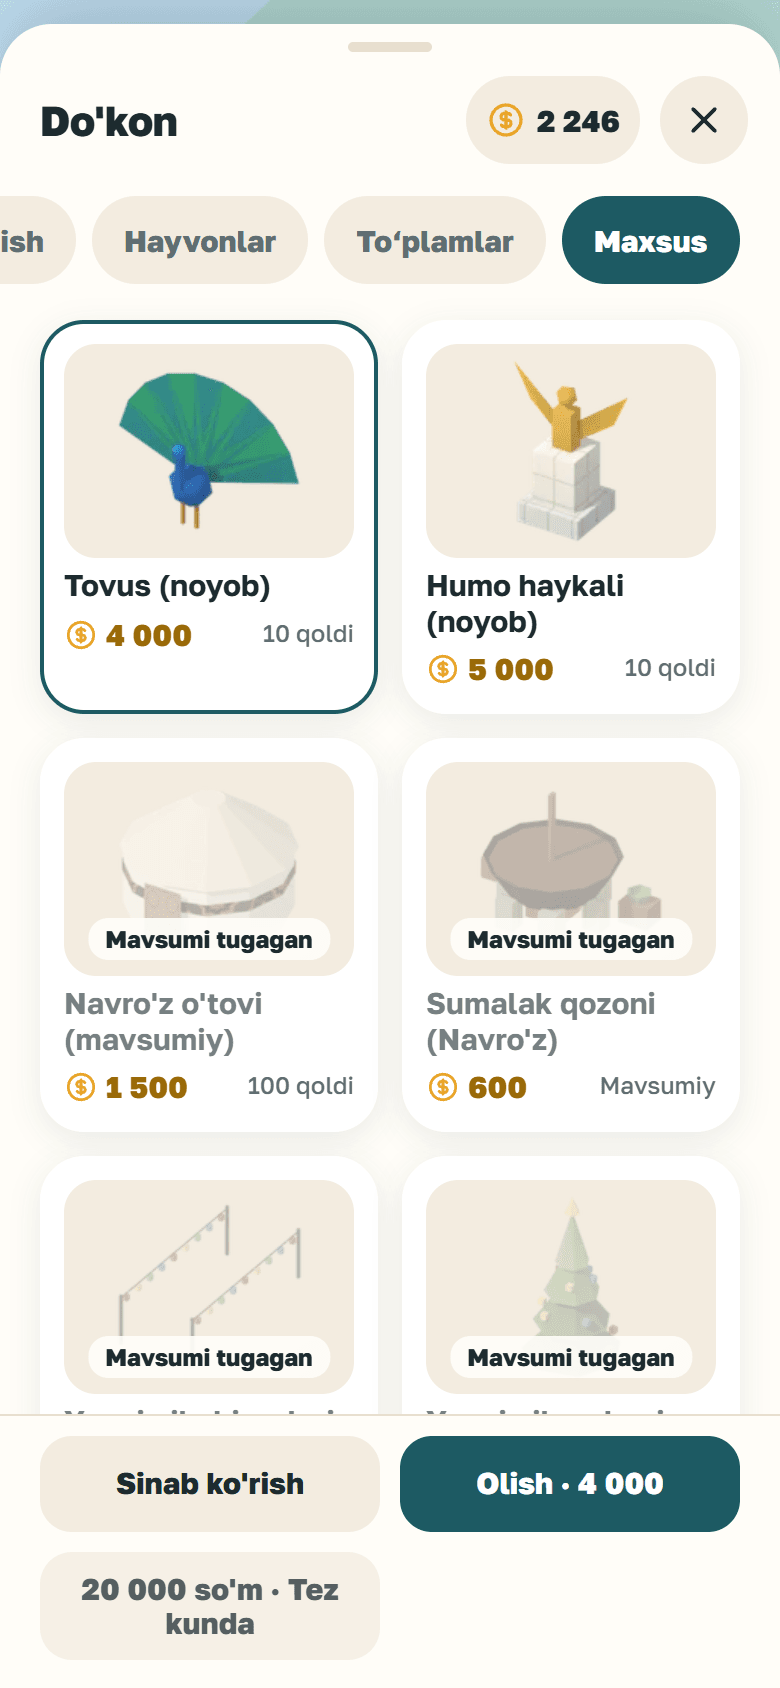 Do'kon
2 246
ish
Hayvonlar
Toʻplamlar
Maxsus
Tovus (noyob)
4 000
10 qoldi
Humo haykali
(noyob)
5 000
10 qoldi
Mavsumi tugagan
Navro'z o'tovi
(mavsumiy)
1 500
100 qoldi
Mavsumi tugagan
Sumalak qozoni
(Navro'z)
600
Mavsumiy
Mavsumi tugagan
Mavsumi tugagan
Sinab ko'rish
Olish · 4 000
20 000 so'm · Tez
kunda